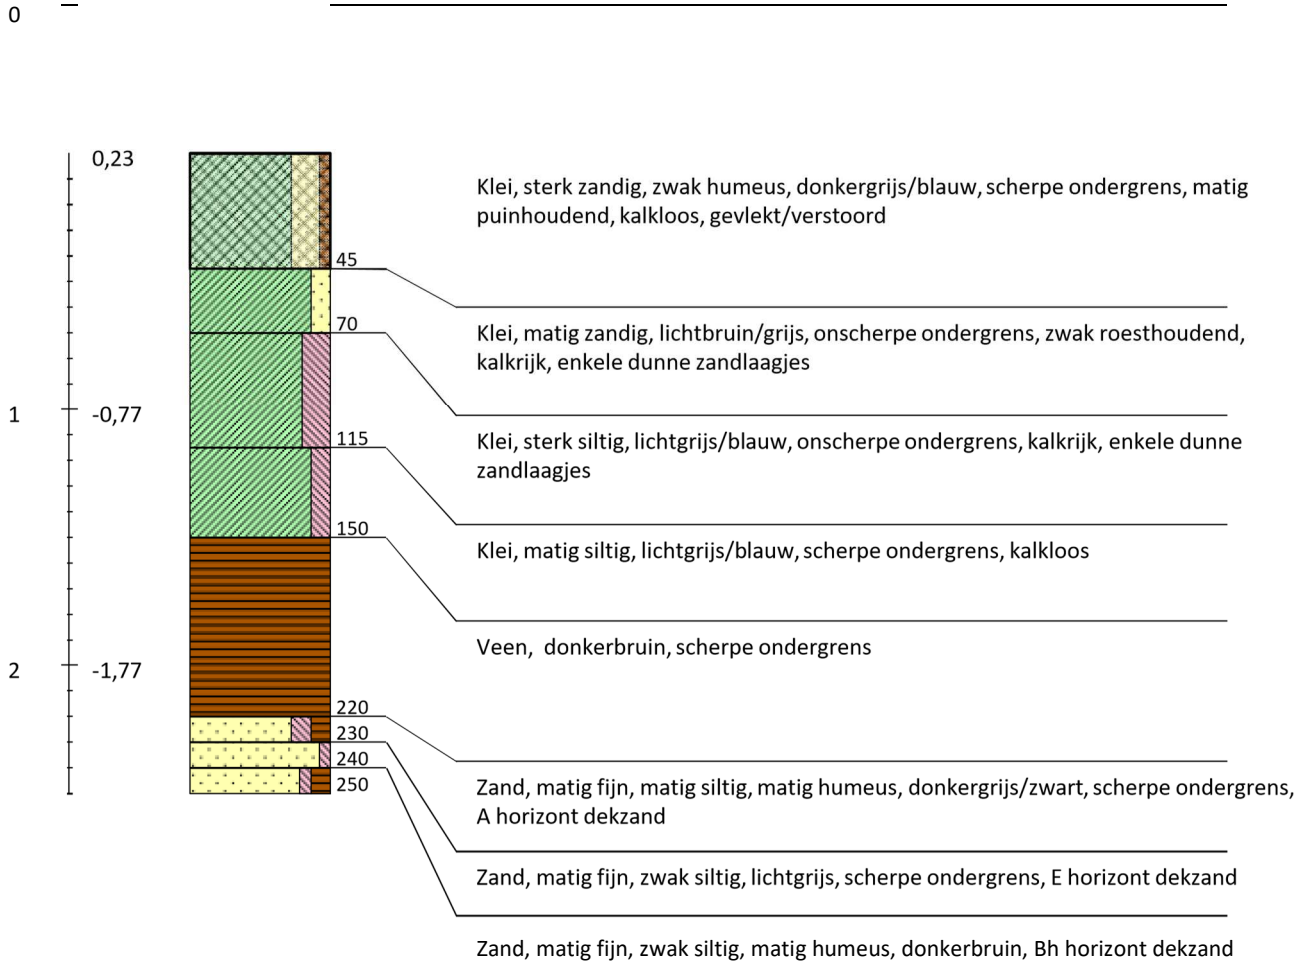 0
0,23
Klei, sterk zandig, zwak humeus, donkergrijs/blauw, scherpe ondergrens, matig
puinhoudend, kalkloos, gevlekt/verstoord
45
70
Klei, matig zandig, lichtbruin/grijs, onscherpe ondergrens, zwak roesthoudend,
kalkrijk, enkele dunne zandlaagjes
1
-0,77
115
Klei, sterk siltig, lichtgrijs/blauw, onscherpe ondergrens, kalkrijk, enkele dunne
zandlaagjes
150
Klei, matig siltig, lichtgrijs/blauw, scherpe ondergrens, kalkloos
Veen, donkerbruin, scherpe ondergrens
2
-1,77
220
230
240
250
Zand, matig fijn, matig siltig, matig humeus, donkergrijs/zwart, scherpe ondergrens,
A horizont dekzand
Zand, matig fijn, zwak siltig, lichtgrijs, scherpe ondergrens, E horizont dekzand
Zand, matig fijn, zwak siltig, matig humeus, donkerbruin, Bh horizont dekzand